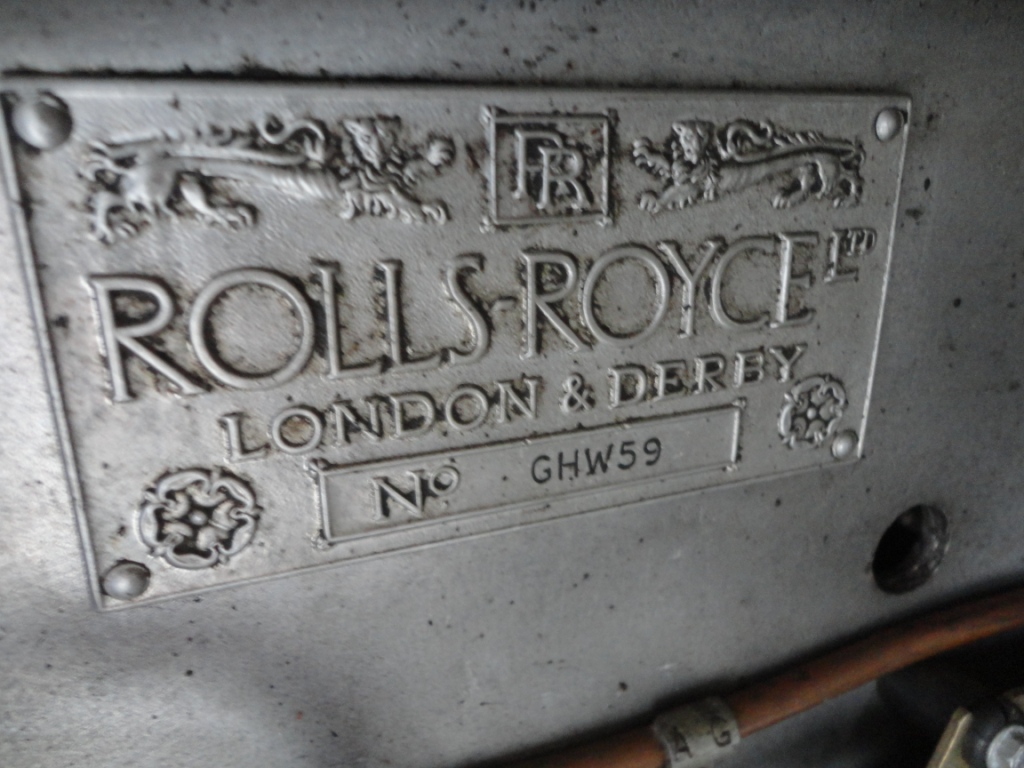 RR
ROLLS-ROYCE LTD
LONDON & DERBY
No GHW59
A G